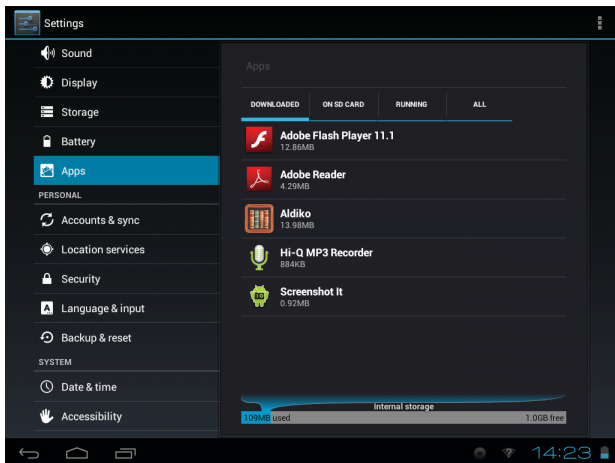 Settings
Sound
Display
Storage
Battery
Apps
PERSONAL
Accounts & sync
Location services
Security
Language & input
Backup & reset
SYSTEM
Date & time
Accessibility
Apps
DOWNLOADED ON SD CARD RUNNING ALL
Adobe Flash Player 11.1
12.86MB
Adobe Reader
4.29MB
Aldiko
13.98MB
Hi-Q MP3 Recorder
884KB
Screenshot It
0.92MB
Internal storage
109MB used 1.0GB free
14:23